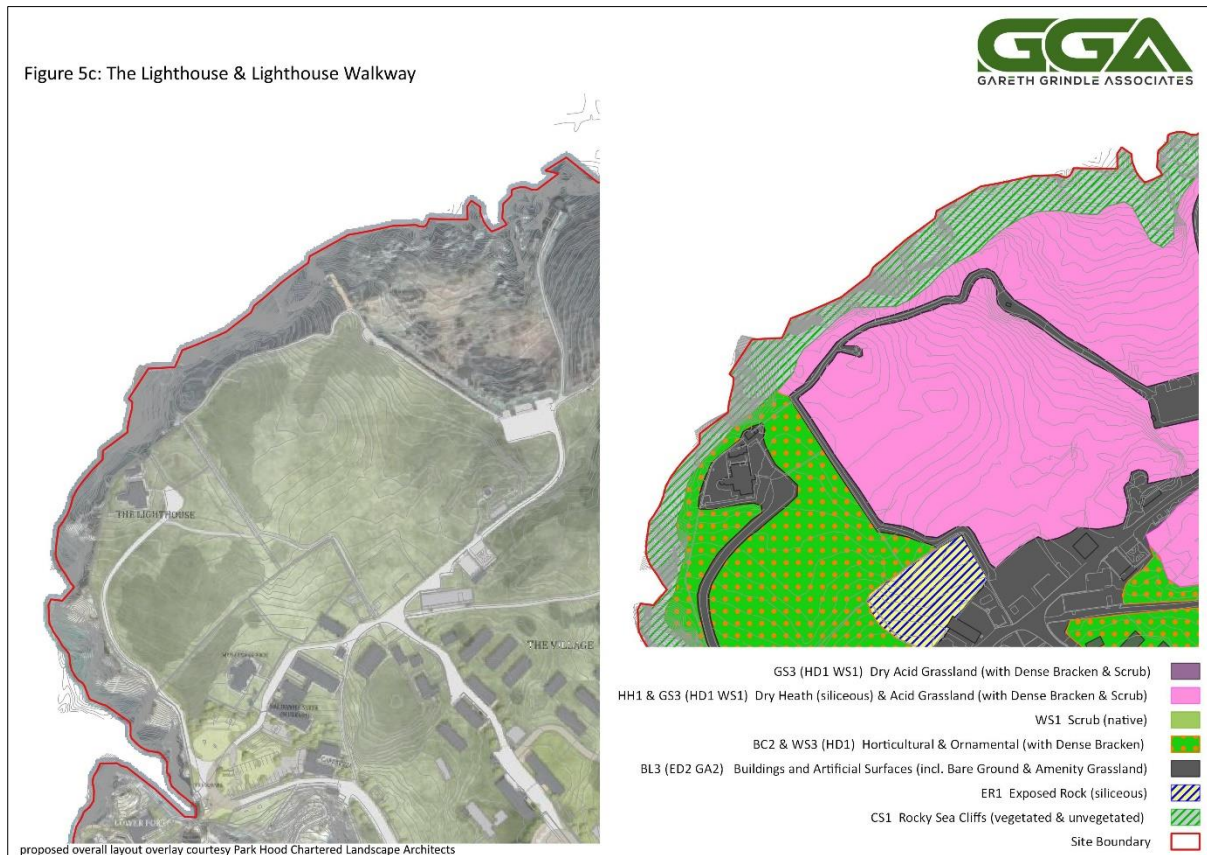 Figure 5c: The Lighthouse & Lighthouse Walkway
GGA
GARETH GRINDLE ASSOCIATES
THE LIGHTHOUSE
THE VILLAGE
GS3 (HD1 WS1) Dry Acid Grassland (with Dense Bracken & Scrub)
HH1 & GS3 (HD1 WS1) Dry Heath (siliceous) & Acid Grassland (with Dense Bracken & Scrub)
WS1 Scrub (native)
BC2 & WS3 (HD1) Horticultural & Ornamental (with Dense Bracken)
BL3 (ED2 GA2) Buildings and Artificial Surfaces (incl. Bare Ground & Amenity Grassland)
ER1 Exposed Rock (siliceous)
CS1 Rocky Sea Cliffs (vegetated & unvegetated)
Site Boundary
proposed overall layout overlay courtesy Park Hood Chartered Landscape Architects